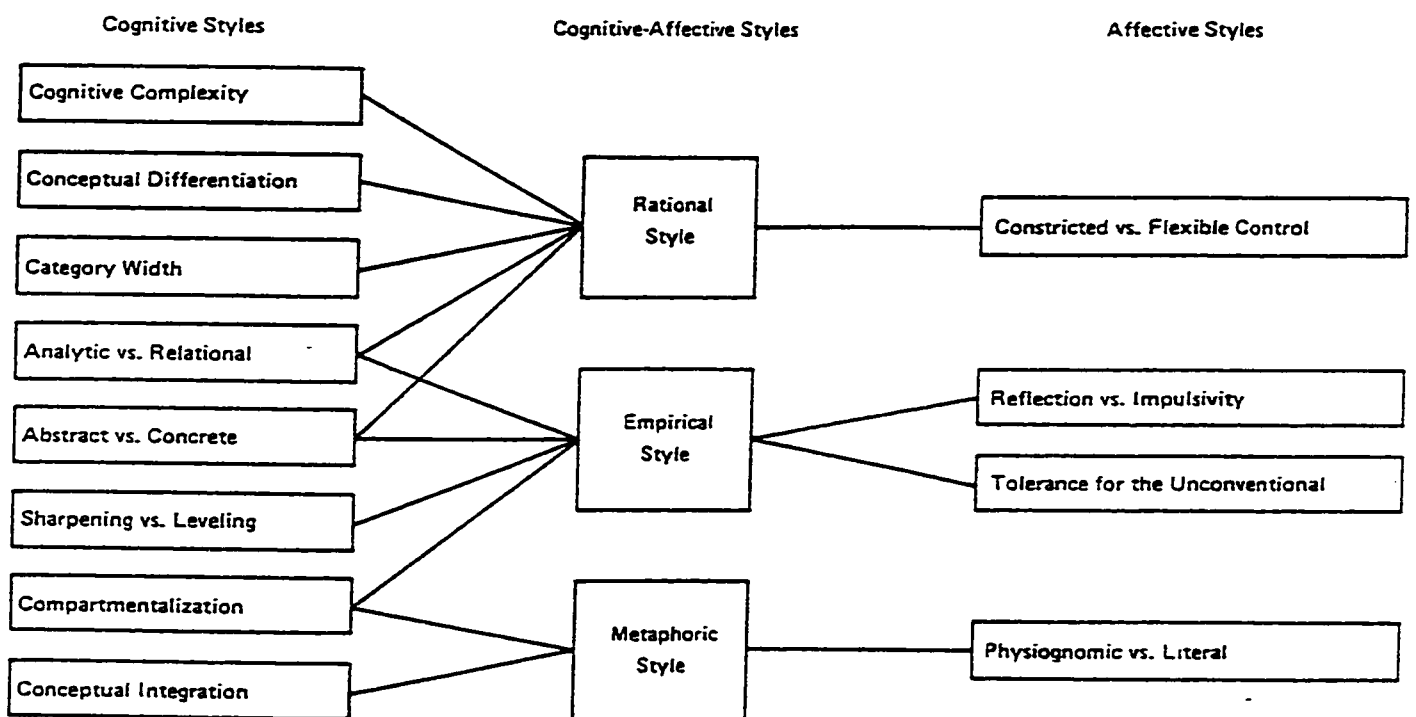 Cognitive Styles
Cognitive-Affective Styles
Affective Styles
Cognitive Complexity
Conceptual Differentiation
Category Width
Analytic vs. Relational
Abstract vs. Concrete
Sharpening vs. Leveling
Compartmentalization
Conceptual Integration
Rational
Style
Empirical
Style
Metaphoric
Style
Constricted vs. Flexible Control
Reflection vs. Impulsivity
Tolerance for the Unconventional
Physiognomic vs. Literal